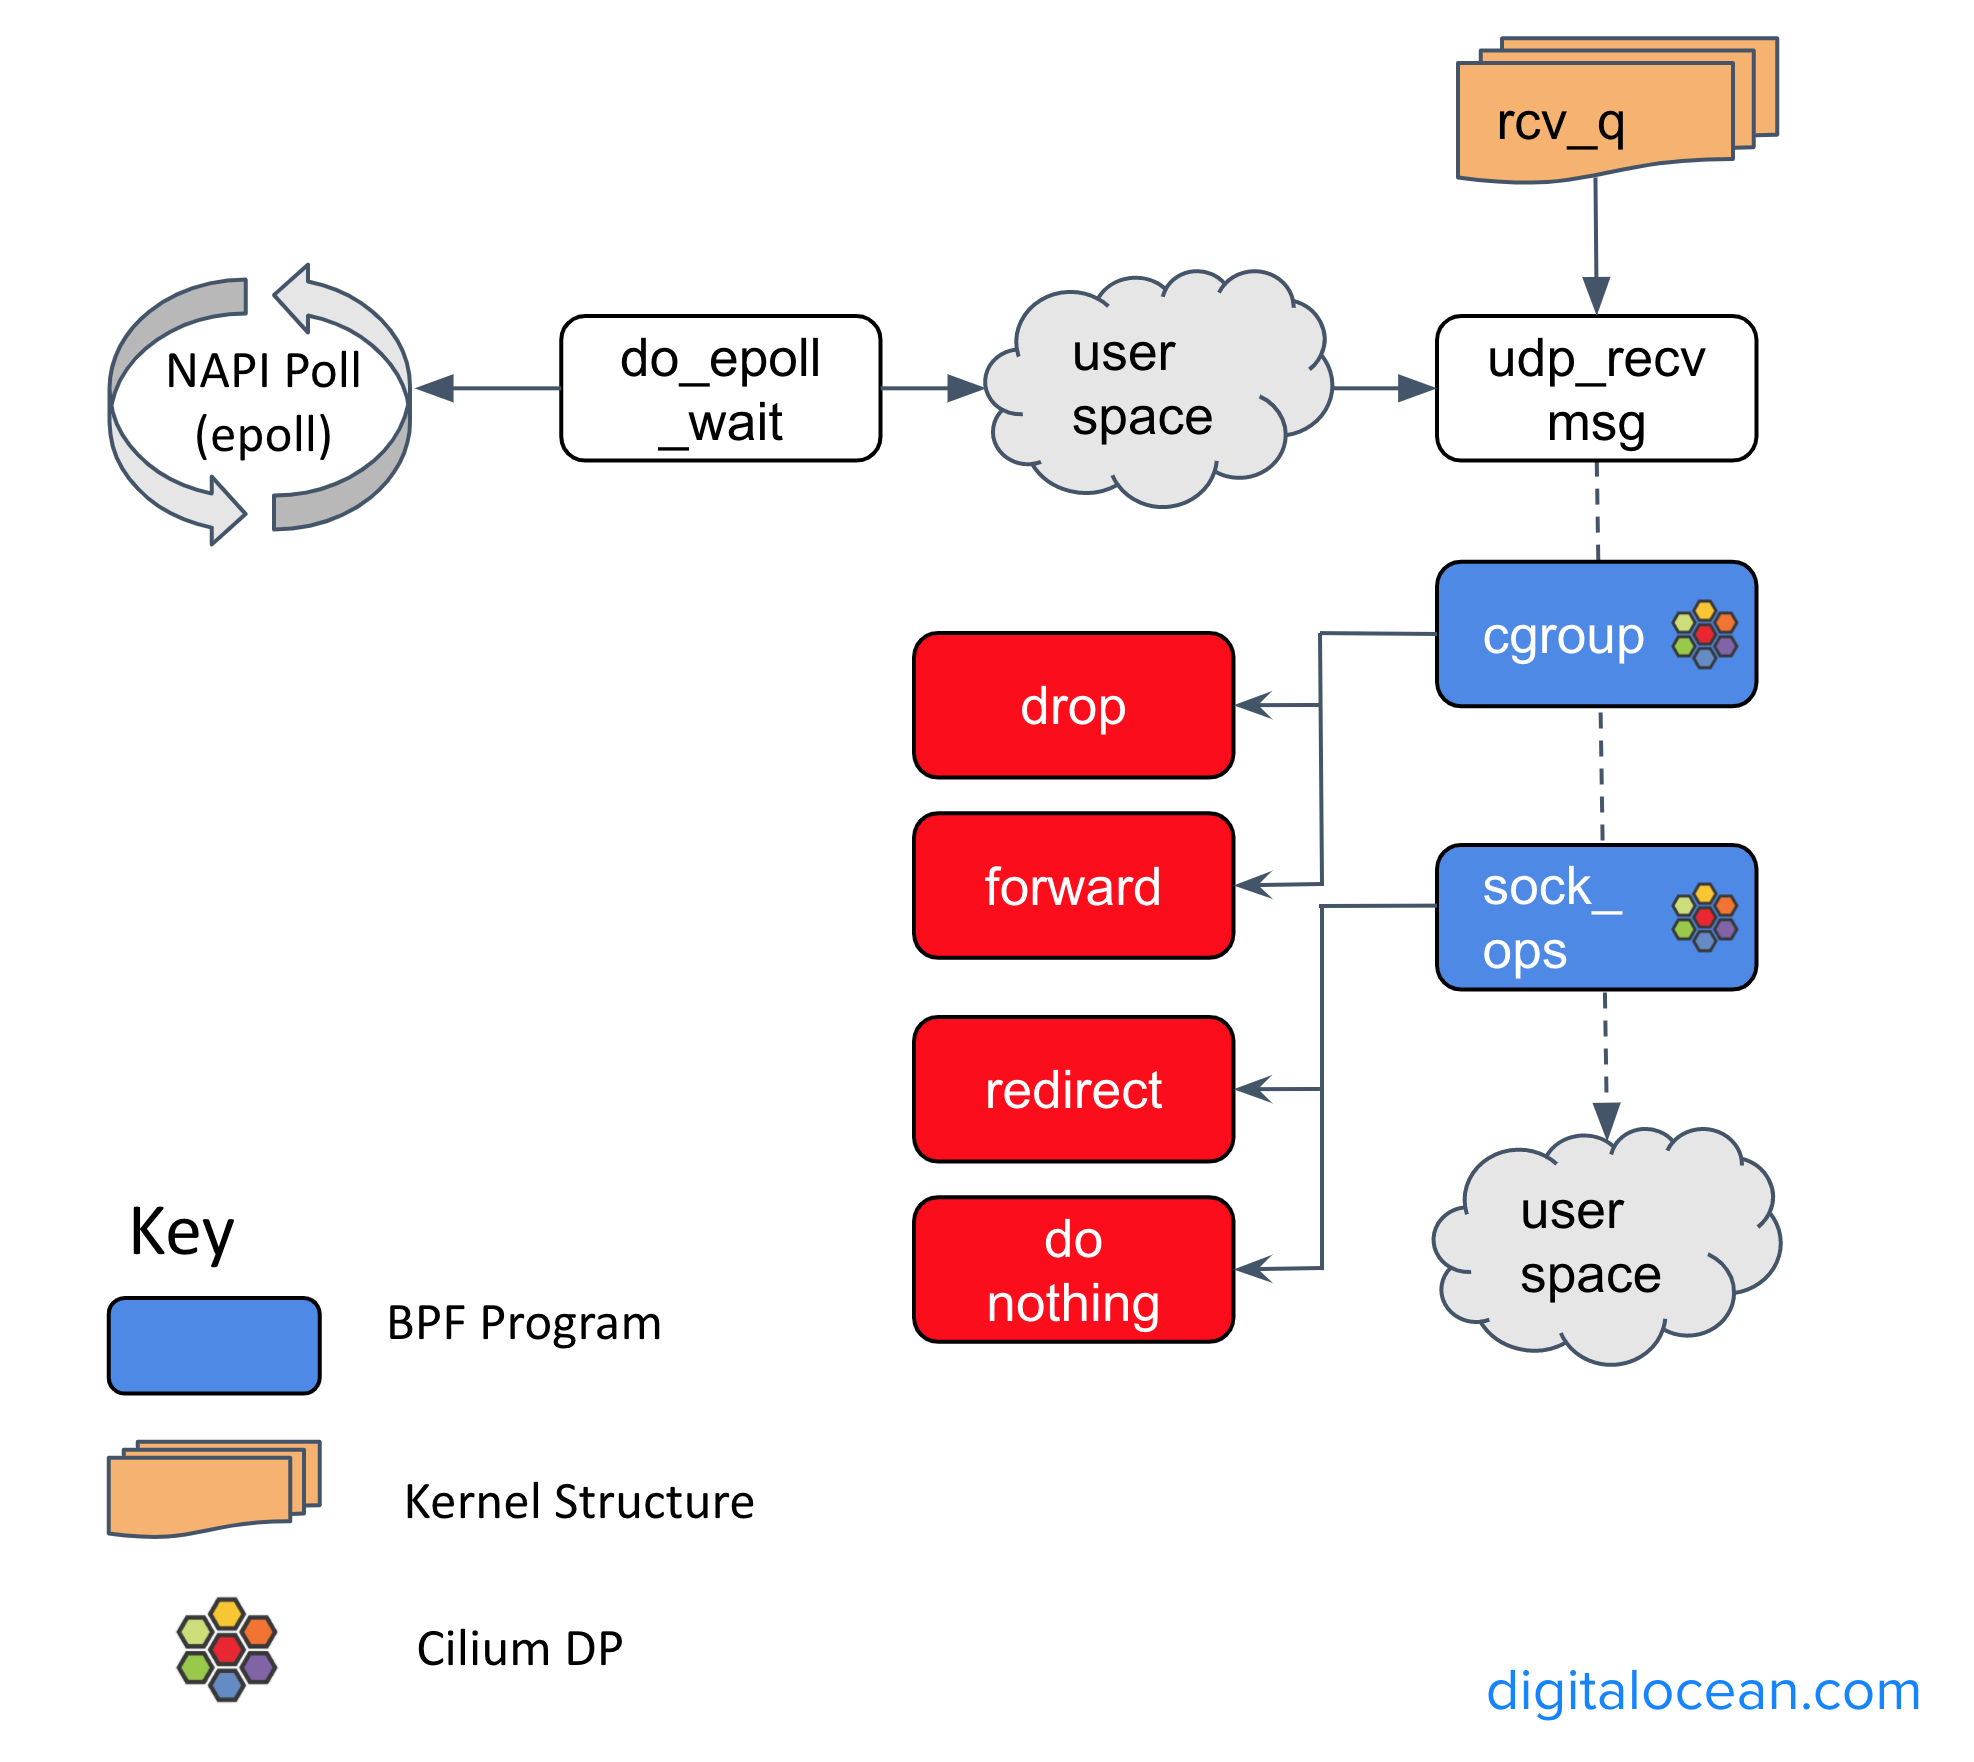 rcv_q
NAPI Poll
(epoll)
do_epoll
_wait
user
space
udp_recv
msg
cgroup
drop
forward
sock_
ops
redirect
do
nothing
user
space
Key
BPF Program
Kernel Structure
Cilium DP
digitalocean.com